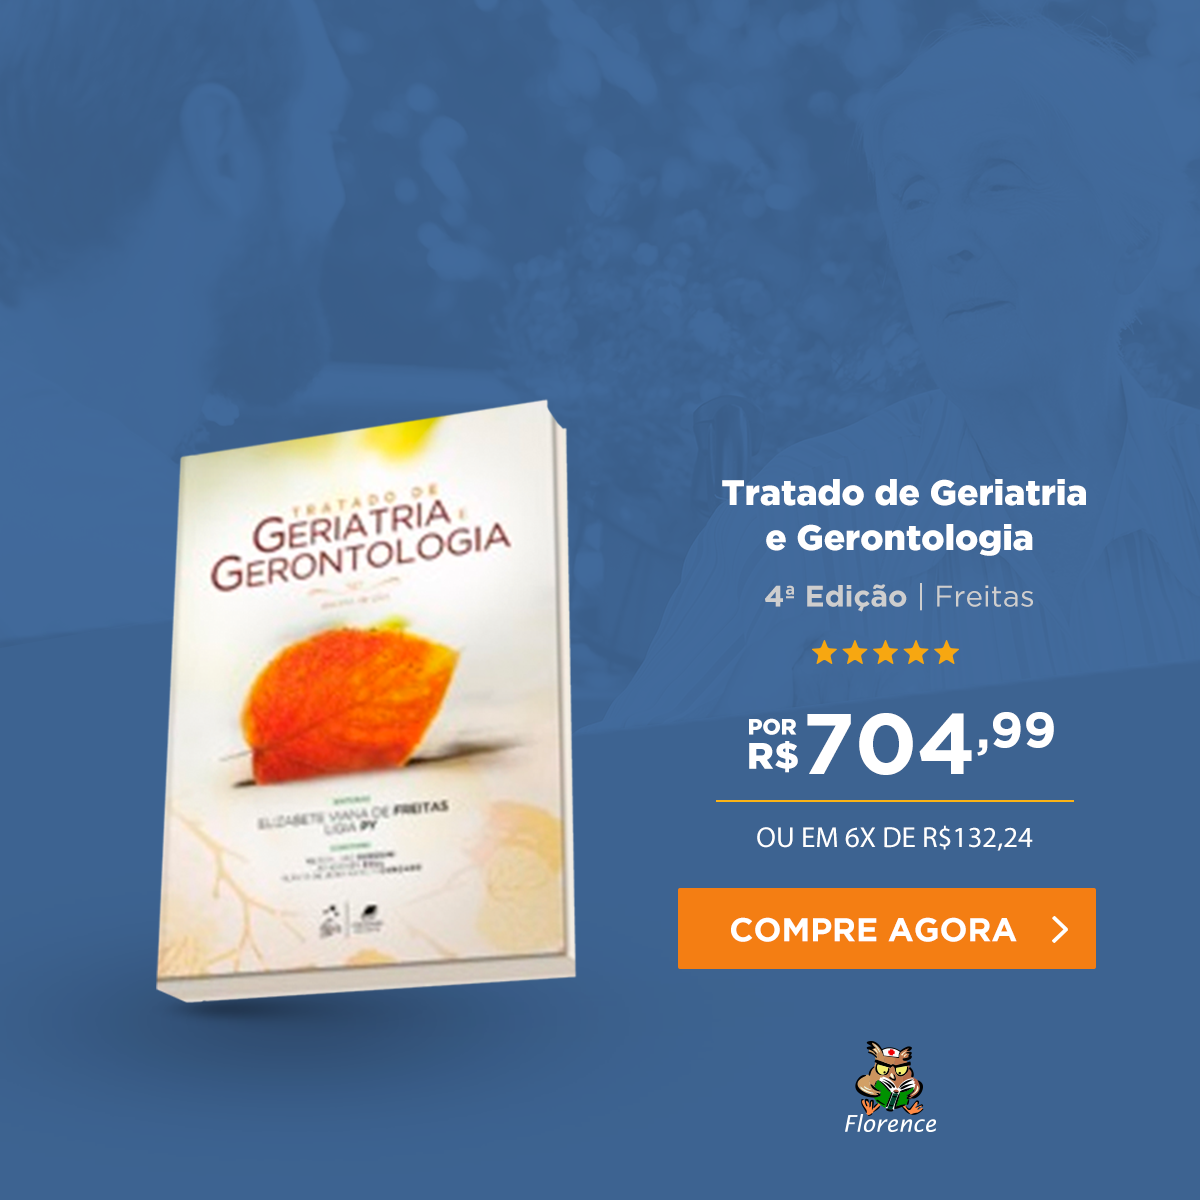 TRATADO DE
GERIATRIA E
GERONTOLOGIA
ELIZABETE VIANA DE FREITAS
LIGIA PY
Tratado de Geriatria
e Gerontologia
4ª Edição | Freitas
POR
R$ 704,99
OU EM 6X DE R$132,24
COMPRE AGORA
Florence